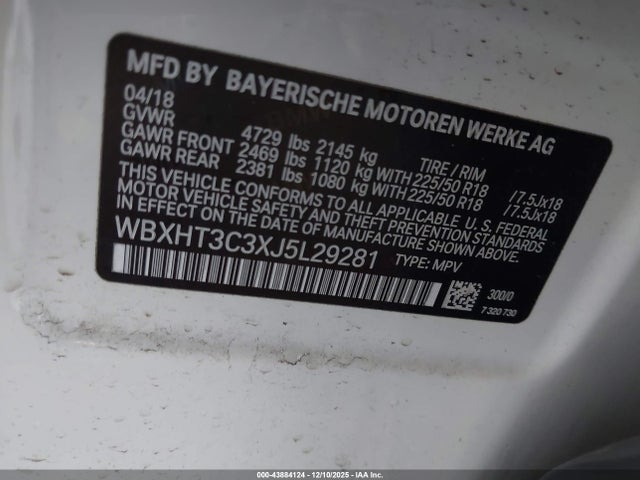 MFD BY BAYERISCHE MOTOREN WERKE AG
04/18
GVWR 4729 lbs 2145 kg TIRE / RIM
GAWR FRONT 2469 lbs 1120 kg WITH 225/50 R18 /7.5Jx18
GAWR REAR 2381 lbs 1080 kg WITH 225/50 R18 /7.5Jx18
THIS VEHICLE CONFORMS TO ALL APPLICABLE U.S. FEDERAL
MOTOR VEHICLE SAFETY AND THEFT PREVENTION STANDARDS
IN EFFECT ON THE DATE OF MANUFACTURE SHOWN ABOVE.
WBXHT3C3XJ5L29281 TYPE: MPV
300/0
7 320 730
000-43884124 - 12/10/2025 - IAA Inc.